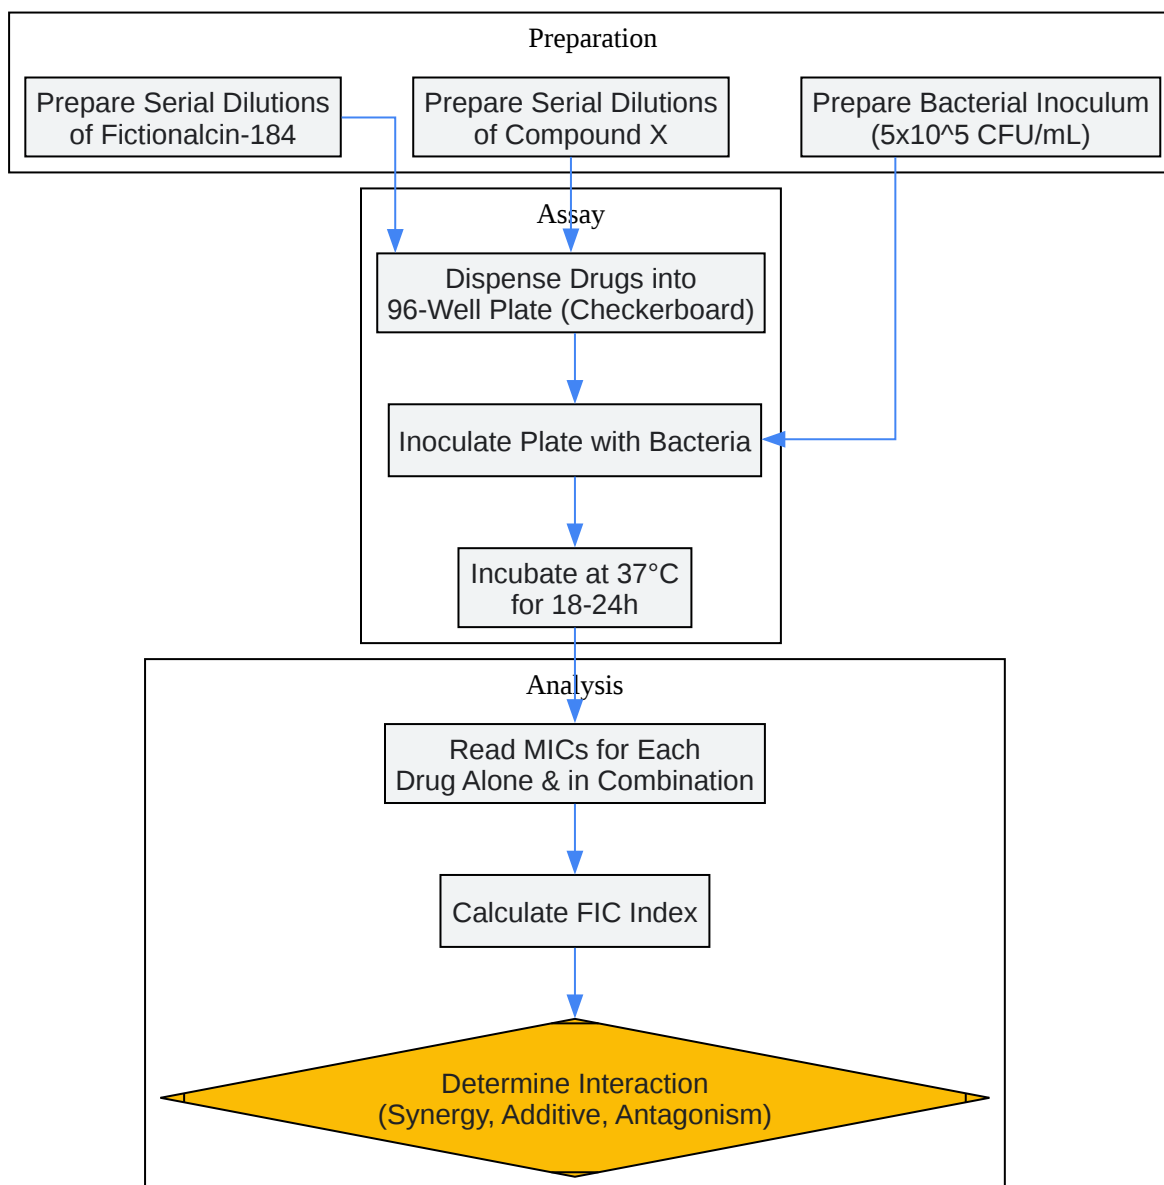 Preparation
Prepare Serial Dilutions
of Fictionalcin-184
Prepare Serial Dilutions
of Compound X
Prepare Bacterial Inoculum
(5x10^5 CFU/mL)
Assay
Dispense Drugs into
96-Well Plate (Checkerboard)
Inoculate Plate with Bacteria
Incubate at 37°C
for 18-24h
Analysis
Read MICs for Each
Drug Alone & in Combination
Calculate FIC Index
Determine Interaction
(Synergy, Additive, Antagonism)